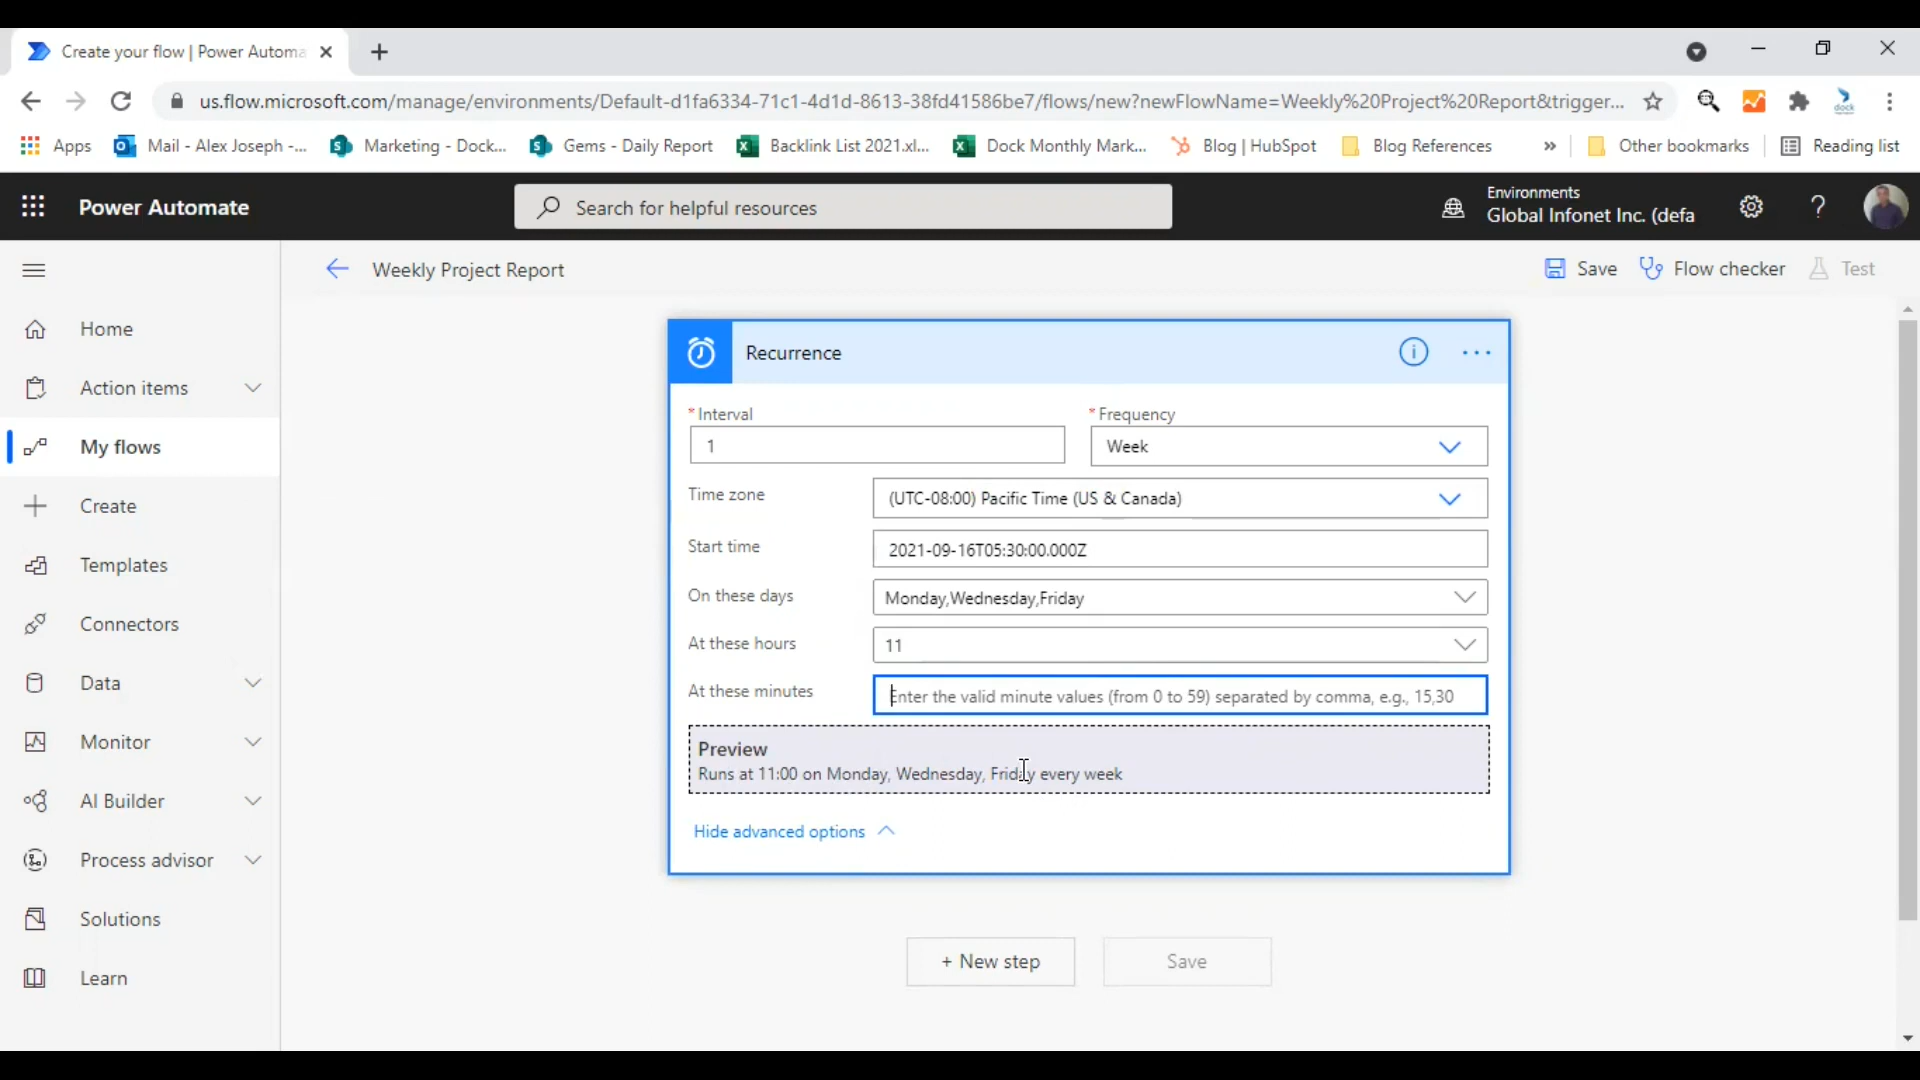 Create your flow | Power Automa
us.flow.microsoft.com/manage/environments/Default-d1fa6334-71c1-4d1d-8613-38fd41586be7/flows/new?newFlowName=Weekly%20Project%20Report&trigger...
Apps Mail - Alex Joseph -... Marketing - Dock... Gems - Daily Report Backlink List 2021.xl... Dock Monthly Mark... Blog | HubSpot Blog References » Other bookmarks Reading list
Power Automate
Search for helpful resources
Environments
Global Infonet Inc. (defa
Weekly Project Report
Save
Flow checker
Test
Home
Action items
My flows
Create
Templates
Connectors
Data
Monitor
AI Builder
Process advisor
Solutions
Learn
Recurrence
* Interval
1
* Frequency
Week
Time zone
(UTC-08:00) Pacific Time (US & Canada)
Start time
2021-09-16T05:30:00.000Z
On these days
Monday,Wednesday,Friday
At these hours
11
At these minutes
Enter the valid minute values (from 0 to 59) separated by comma, e.g., 15,30
Preview
Runs at 11:00 on Monday, Wednesday, Friday every week
Hide advanced options
+ New step
Save